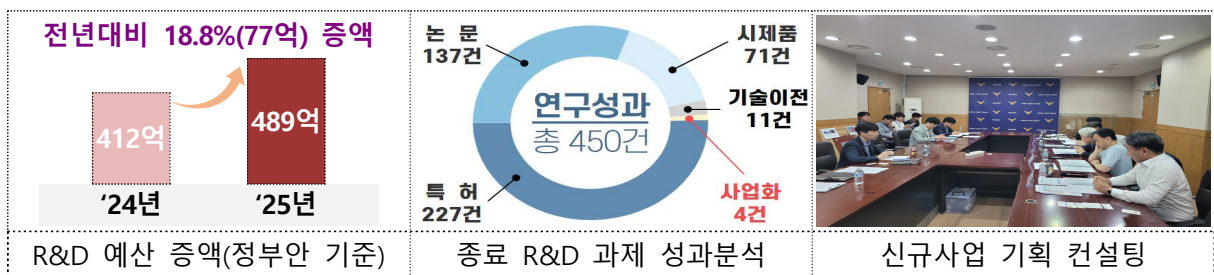 전년대비 18.8%(77억) 증액
412억
489억
‘24년
‘25년
R&D 예산 증액(정부안 기준)
논 문
137건
시제품
71건
기술이전
11건
사업화
4건
특 허
227건
연구성과
총 450건
종료 R&D 과제 성과분석
신규사업 기획 컨설팅